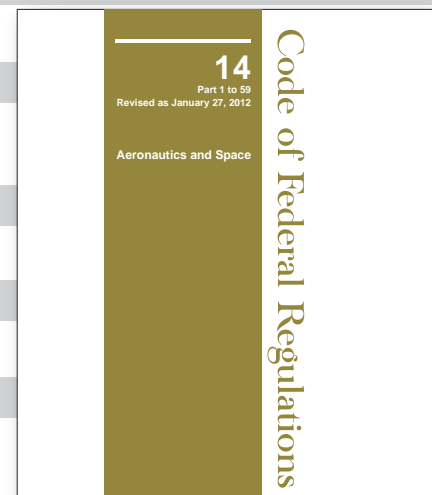 14
Part 1 to 59
Revised as January 27, 2012
Aeronautics and Space
Code of Federal Regulations